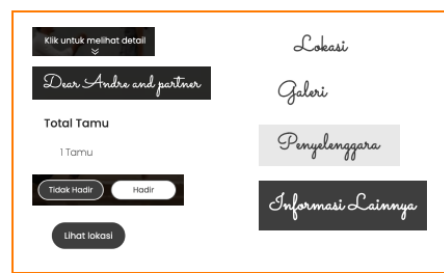 Klik untuk melihat detail
Dear Andre and partner
Total Tamu
1 Tamu
Tidak Hadir
Hadir
Lihat lokasi
Lokasi
Galeri
Penyelenggara
Informasi Lainnya